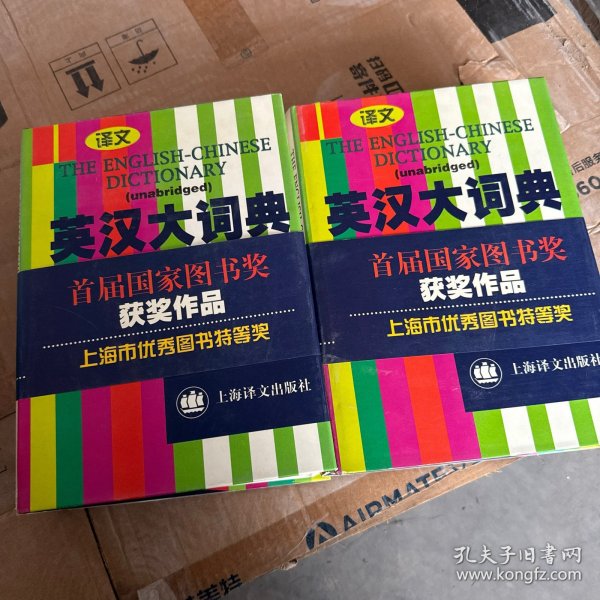 译文
THE ENGLISH-CHINESE
DICTIONARY
(unabridged)
英汉大词典
首届国家图书奖
获奖作品
上海市优秀图书特等奖
上海译文出版社
译文
THE ENGLISH-CHINESE
DICTIONARY
(unabridged)
英汉大词典
首届国家图书奖
获奖作品
上海市优秀图书特等奖
上海译文出版社
扫码
AIRMATE
孔夫子旧书网
www.kongfz.com